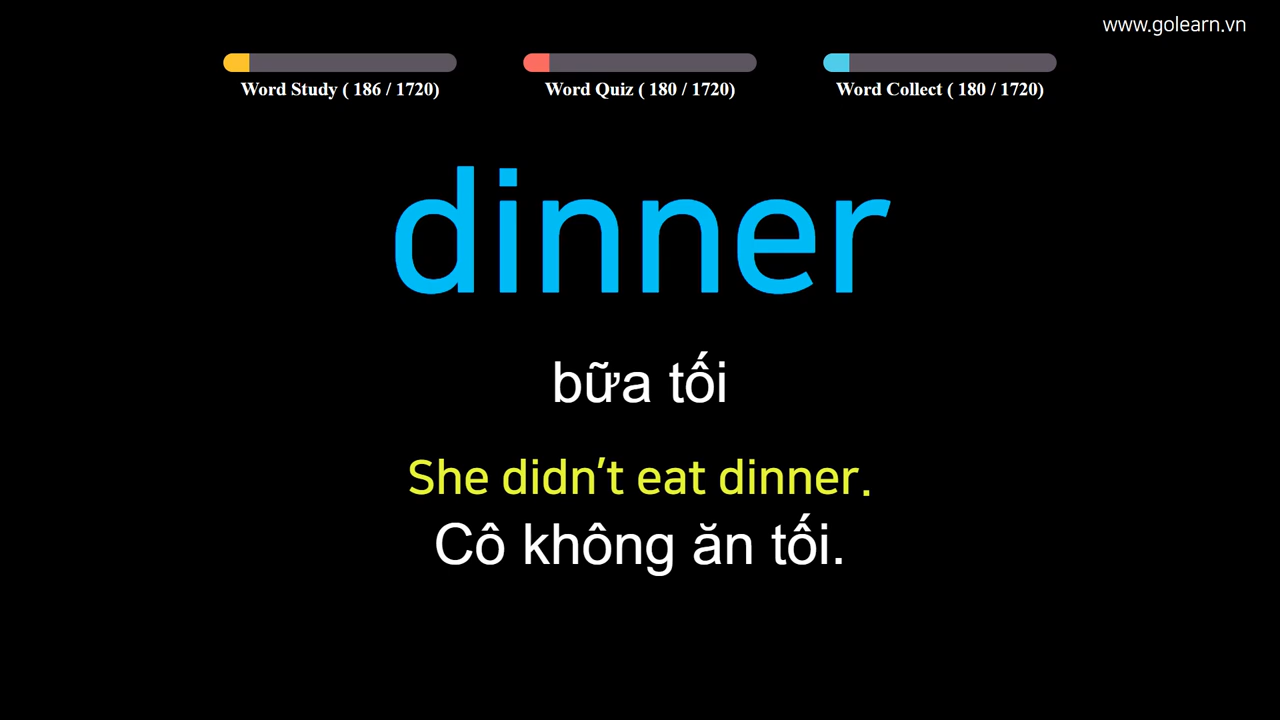 www.golearn.vn
Word Study ( 186 / 1720)
Word Quiz ( 180 / 1720)
Word Collect ( 180 / 1720)
dinner
bữa tối
She didn't eat dinner.
Cô không ăn tối.